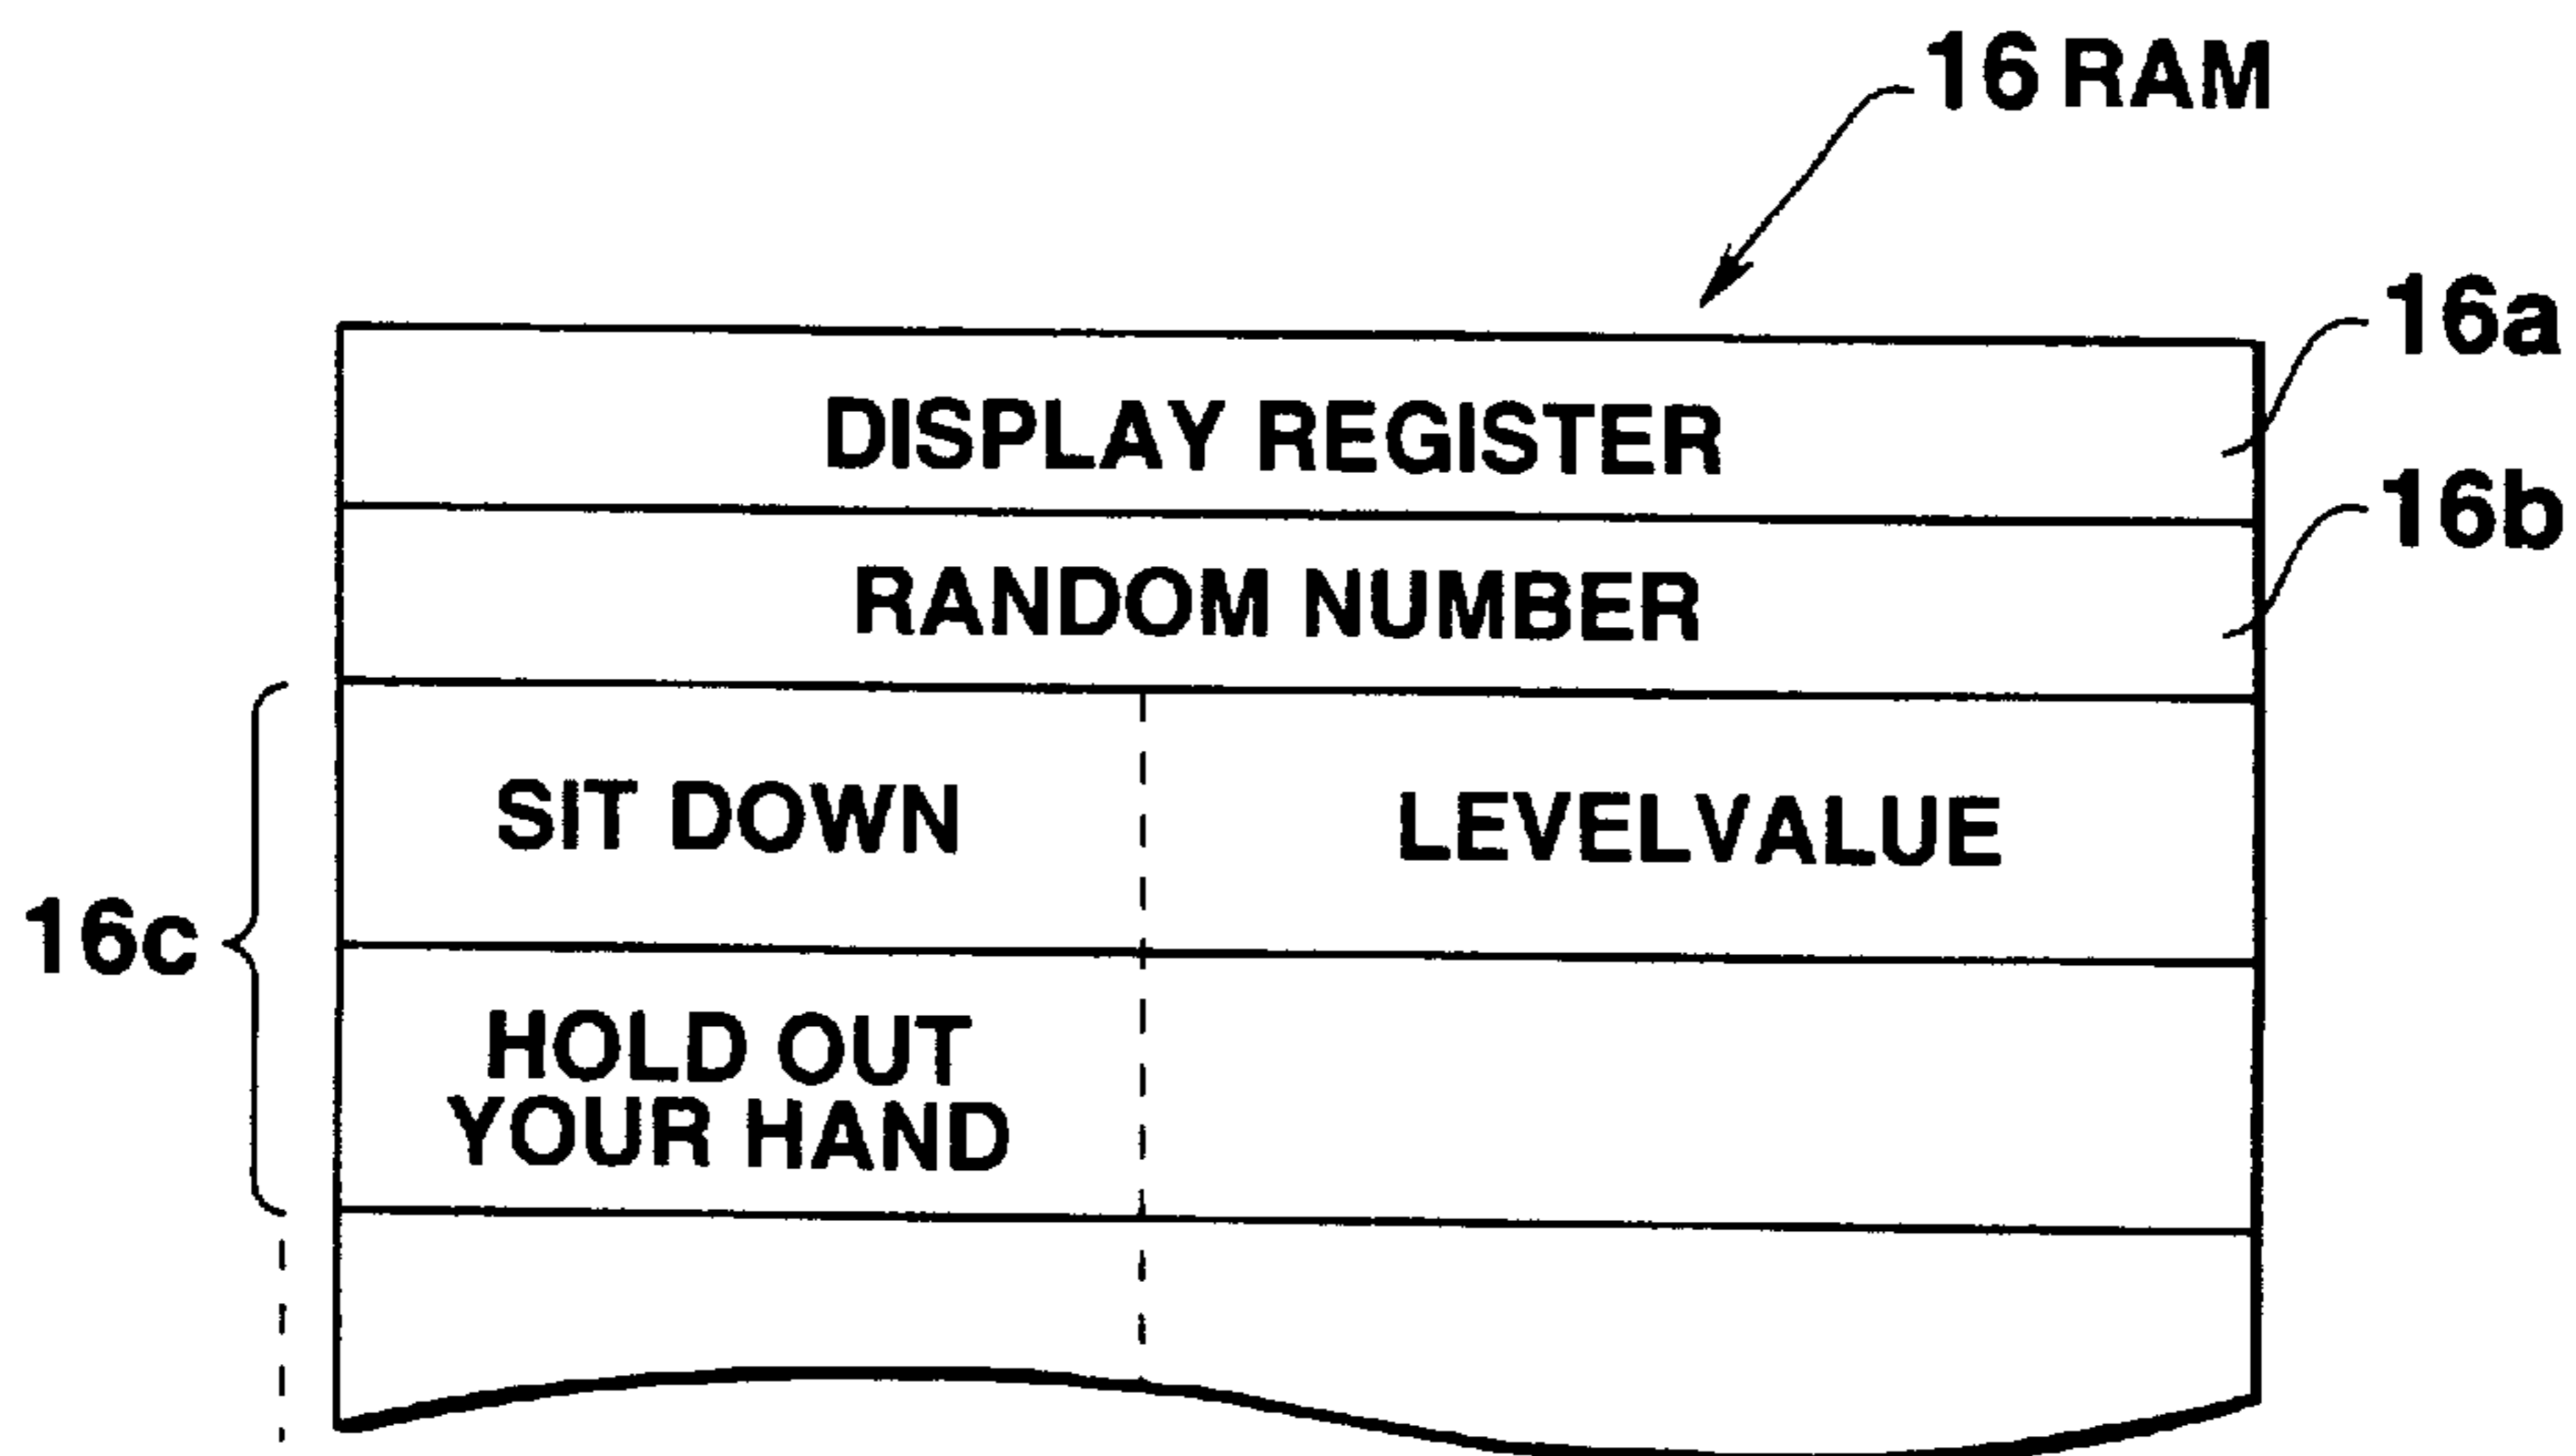 16 RAM
16a
DISPLAY REGISTER
16b
RANDOM NUMBER
SIT DOWN
LEVELVALUE
16c
HOLD OUT
YOUR HAND